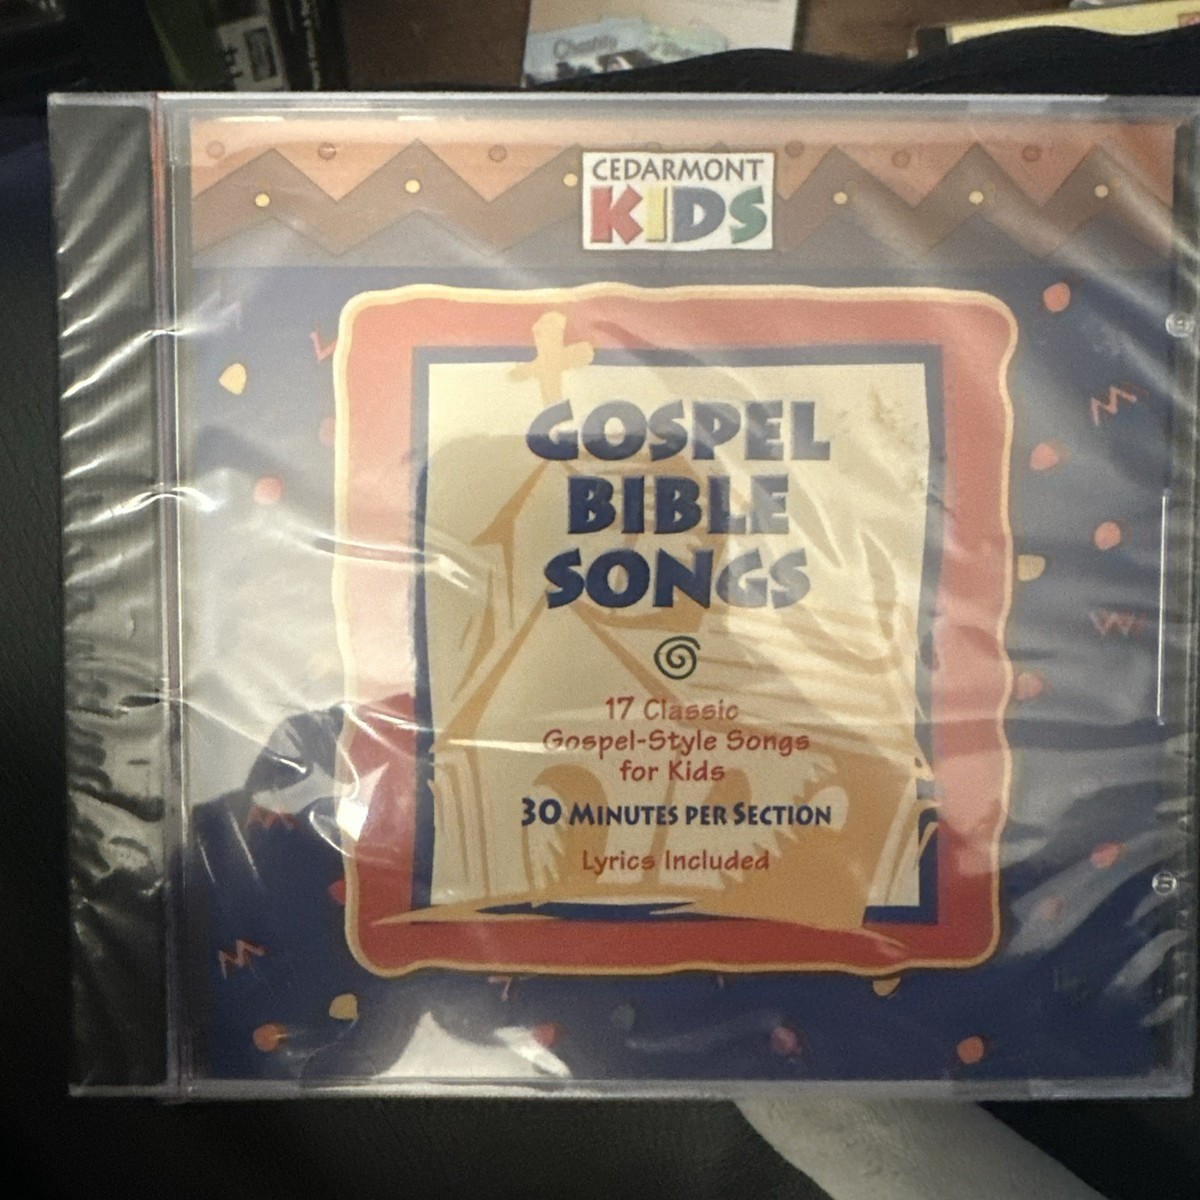 CEDARMONT
KIDS
GOSPEL
BIBLE
SONGS
17 Classic
Gospel-Style Songs
for Kids
30 MINUTES PER SECTION
Lyrics Included